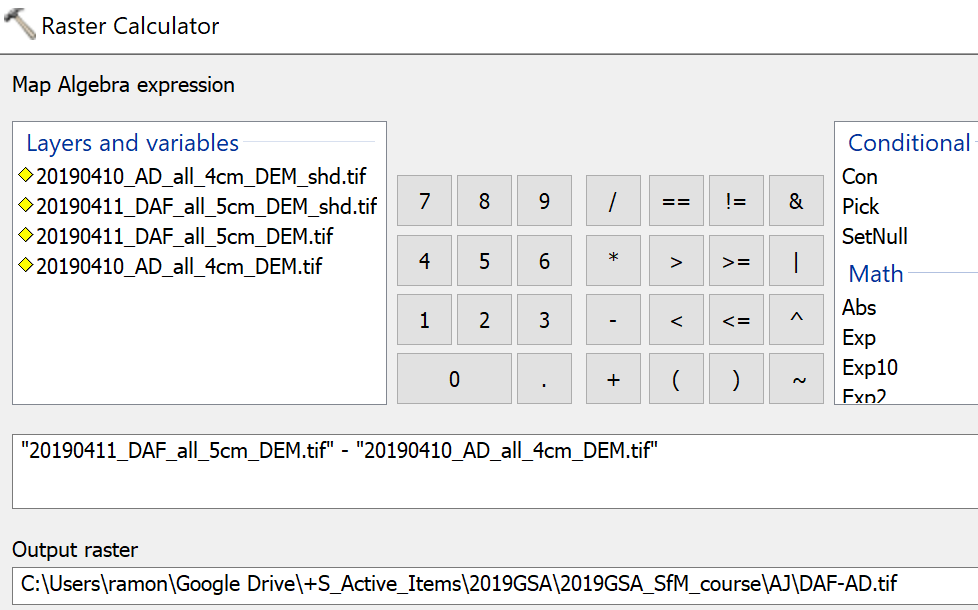 Raster Calculator
Map Algebra expression
Layers and variables
20190410_AD_all_4cm_DEM_shd.tif
20190411_DAF_all_5cm_DEM_shd.tif
20190411_DAF_all_5cm_DEM.tif
20190410_AD_all_4cm_DEM.tif
7 8 9 / == != &
4 5 6 * > >= |
1 2 3 - < <= ^
0 . + ( ) ~
Conditional
Con
Pick
SetNull
Math
Abs
Exp
Exp10
Exp2
"20190411_DAF_all_5cm_DEM.tif" - "20190410_AD_all_4cm_DEM.tif"
Output raster
C:\Users\ramon\Google Drive\+S_Active_Items\2019GSA\2019GSA_SfM_course\AJ\DAF-AD.tif